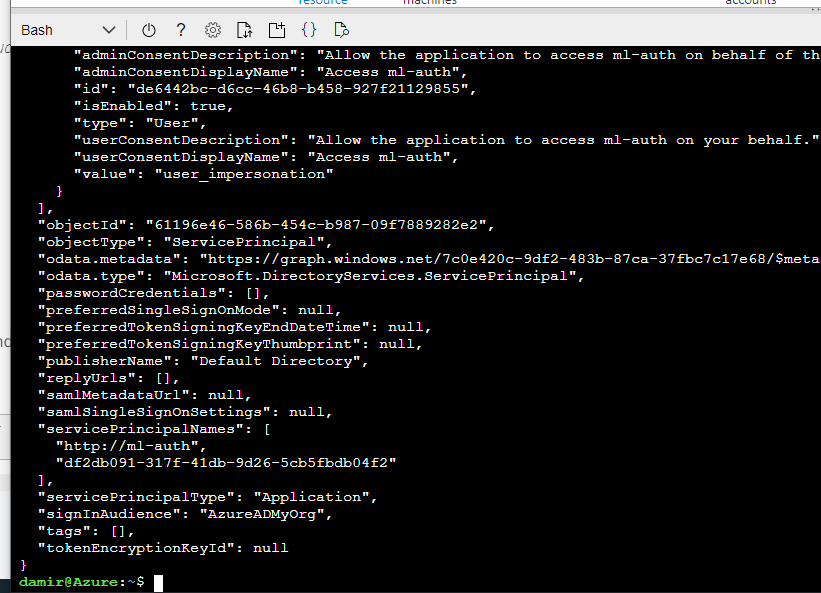 resource machines accounts
Bash ? {}
"adminConsentDescription": "Allow the application to access ml-auth on behalf of th
"adminConsentDisplayName": "Access ml-auth",
"id": "de6442bc-d6cc-46b8-b458-927f21129855",
"isEnabled": true,
"type": "User",
"userConsentDescription": "Allow the application to access ml-auth on your behalf."
"userConsentDisplayName": "Access ml-auth",
"value": "user_impersonation"
}
],
"objectId": "61196e46-586b-454c-b987-09f7889282e2",
"objectType": "ServicePrincipal",
"odata.metadata": "https://graph.windows.net/7c0e420c-9df2-483b-87ca-37fbc7c17e68/$meta
"odata.type": "Microsoft.DirectoryServices.ServicePrincipal",
"passwordCredentials": [],
"preferredSingleSignOnMode": null,
"preferredTokenSigningKeyEndDateTime": null,
"preferredTokenSigningKeyThumbprint": null,
"publisherName": "Default Directory",
"replyUrls": [],
"samlMetadataUrl": null,
"samlSingleSignOnSettings": null,
"servicePrincipalNames": [
"http://ml-auth",
"df2db091-317f-41db-9d26-5cb5fbdb04f2"
],
"servicePrincipalType": "Application",
"signInAudience": "AzureADMyOrg",
"tags": [],
"tokenEncryptionKeyId": null
}
damir@Azure:~$